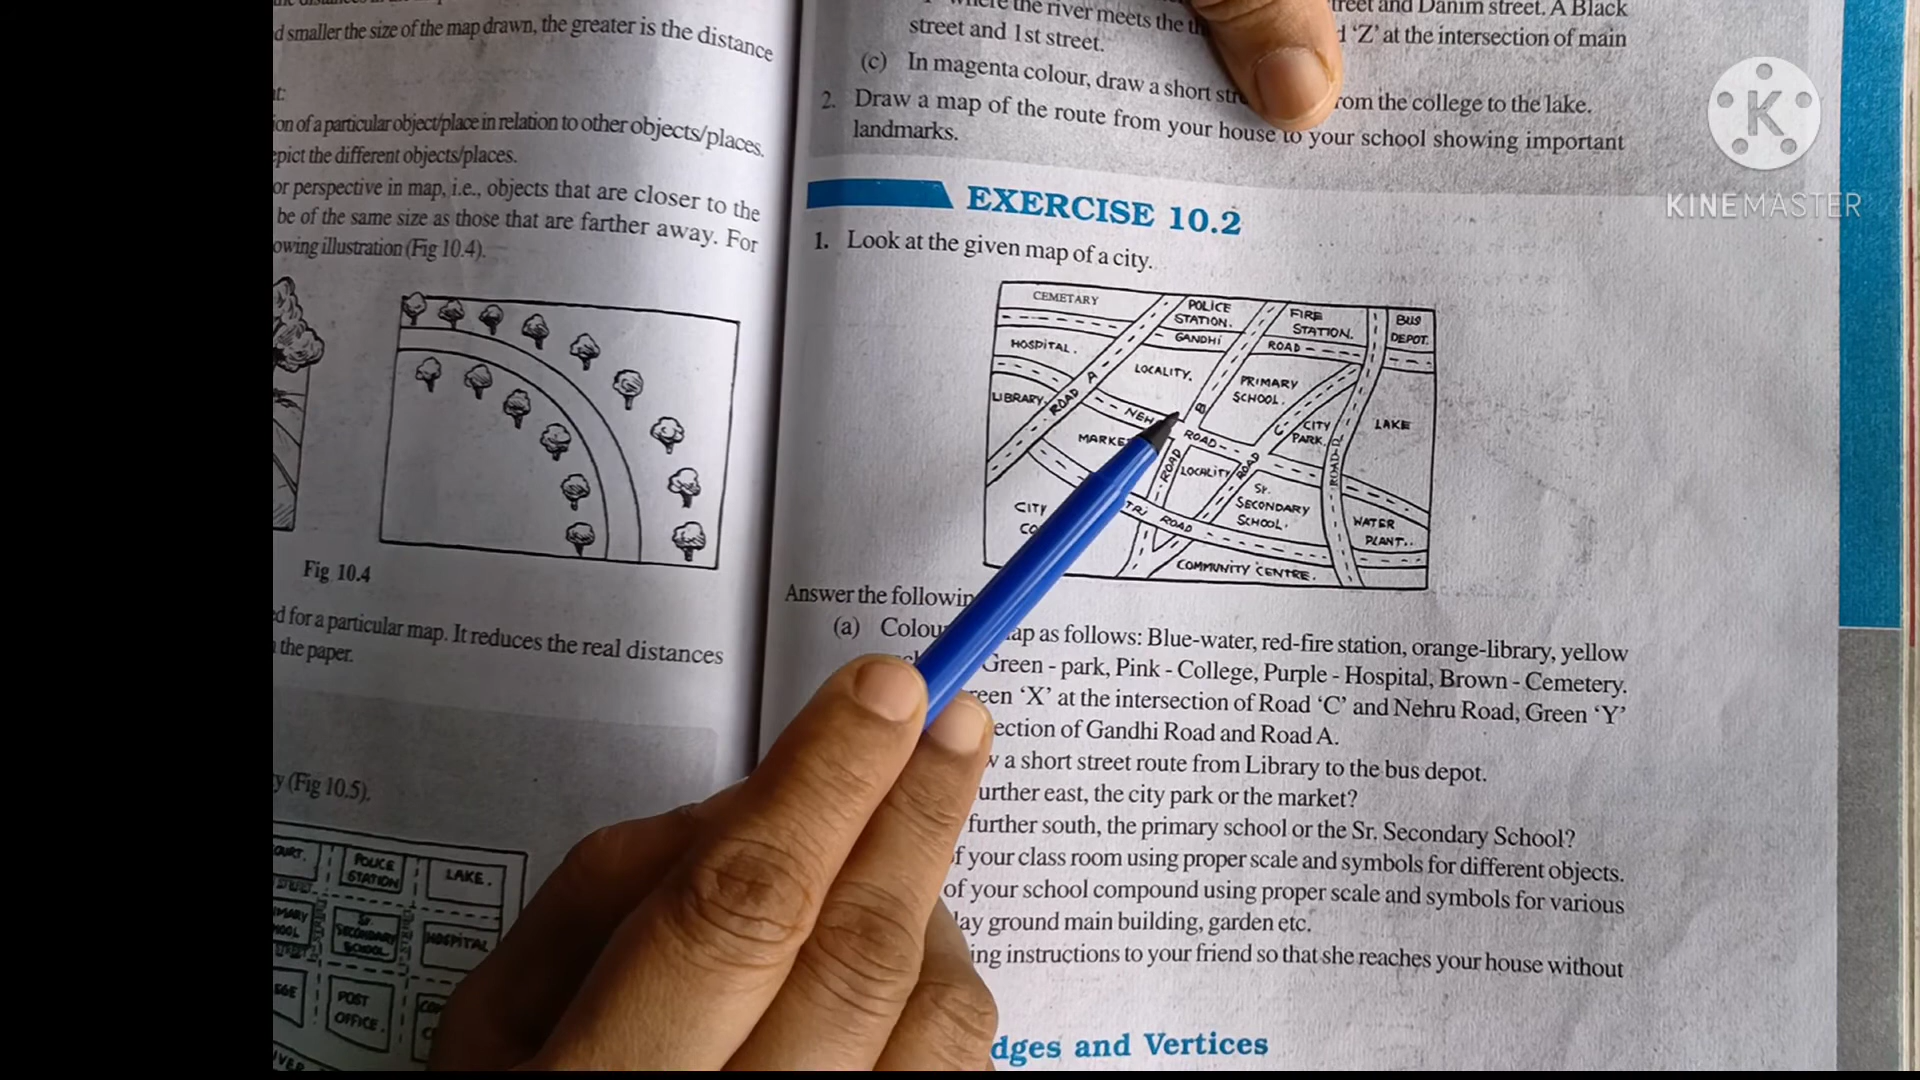 d smaller the size of the map drawn, the greater is the distance
ion of a particular object/place in relation to other objects/places.
epict the different objects/places.
or perspective in map, i.e., objects that are closer to the
be of the same size as those that are farther away. For
owing illustration (Fig 10.4).
Fig 10.4
ed for a particular map. It reduces the real distances
the paper.
y (Fig 10.5).
POLICE
STATION
LAKE.
SR.
SECONDARY
SCHOOL
HOSPITAL
POST
OFFICE.
where the river meets the
street and Danim street. A Black
street and 1st street.
'Z' at the intersection of main
(c) In magenta colour, draw a short from the college to the lake.
2. Draw a map of the route from your house to your school showing important
landmarks.
EXERCISE 10.2
1. Look at the given map of a city.
CEMETARY
POLICE
STATION.
FIRE
STATION.
BUS
DEPOT.
GANDHI
ROAD
HOSPITAL.
LOCALITY.
PRIMARY
SCHOOL.
LIBRARY.
ROAD A
NEH
B
ROAD
C
CITY
PARK.
LAKE
MARKE
ROAD
LOCALITY
ROAD
ROAD D
SR.
SECONDARY
SCHOOL.
CITY
CO
TRI ROAD
WATER
PLANT..
COMMUNITY CENTRE.
Answer the followin
(a) Colou ap as follows: Blue-water, red-fire station, orange-library, yellow
Green - park, Pink - College, Purple - Hospital, Brown - Cemetery.
een 'X' at the intersection of Road 'C' and Nehru Road, Green 'Y'
ection of Gandhi Road and Road A.
w a short street route from Library to the bus depot.
urther east, the city park or the market?
further south, the primary school or the Sr. Secondary School?
of your class room using proper scale and symbols for different objects.
of your school compound using proper scale and symbols for various
lay ground main building, garden etc.
ing instructions to your friend so that she reaches your house without
dges and Vertices
K
KINEMASTER